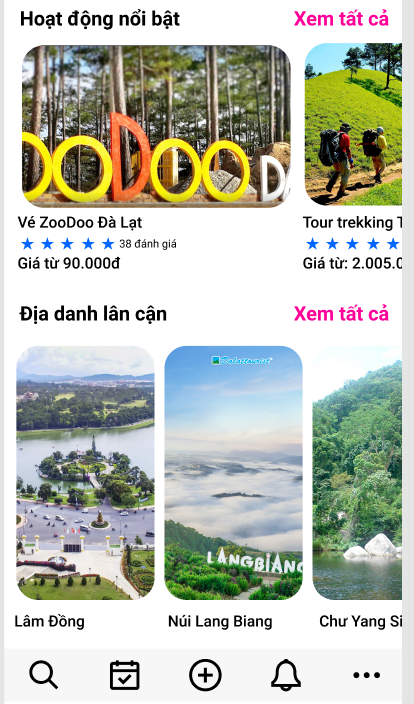 Hoạt động nổi bật
Xem tất cả
OODOO
Vé ZooDoo Đà Lạt
38 đánh giá
Giá từ 90.000đ
Tour trekking T
Giá từ: 2.005.0
Địa danh lân cận
Xem tất cả
Dalattourist
LANGBIANG
Lâm Đồng
Núi Lang Biang
Chư Yang Si